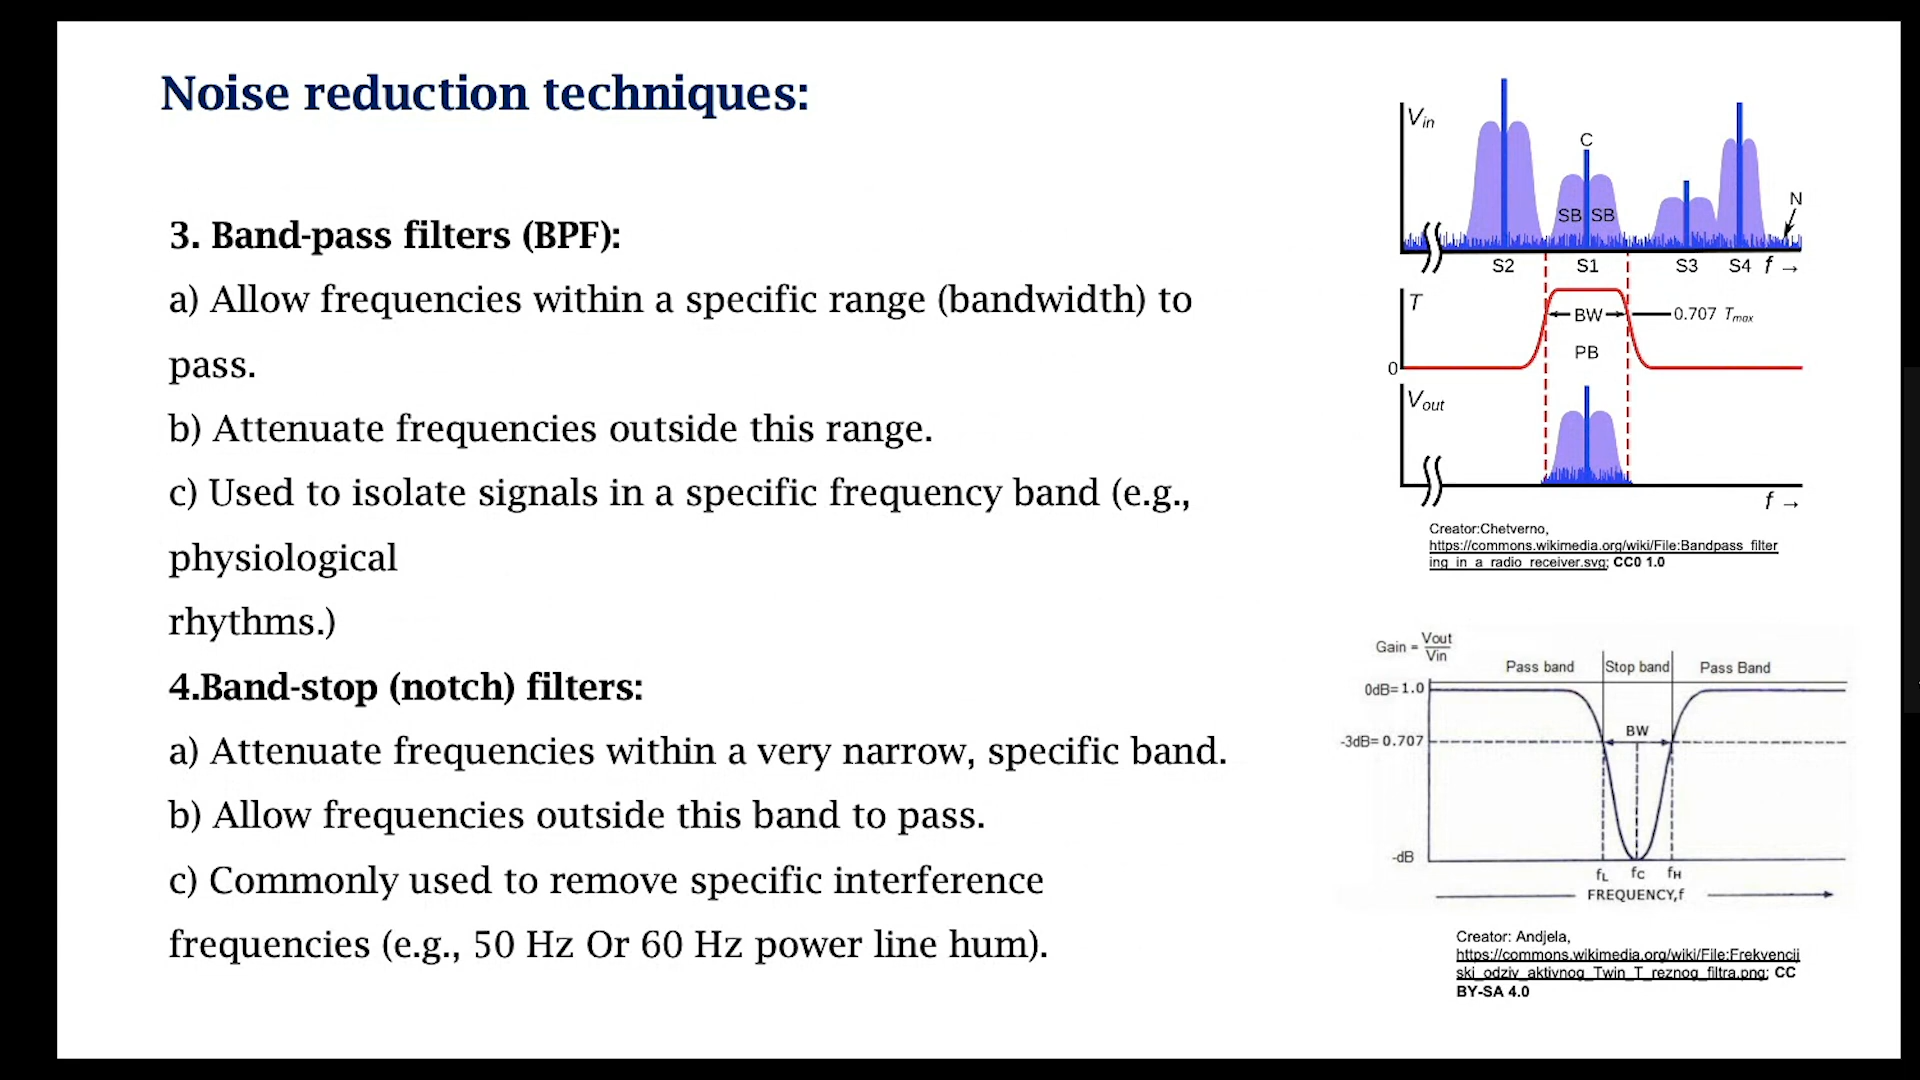 Noise reduction techniques:
3. Band-pass filters (BPF):
a) Allow frequencies within a specific range (bandwidth) to
pass.
b) Attenuate frequencies outside this range.
c) Used to isolate signals in a specific frequency band (e.g.,
physiological
rhythms.)
4.Band-stop (notch) filters:
a) Attenuate frequencies within a very narrow, specific band.
b) Allow frequencies outside this band to pass.
c) Commonly used to remove specific interference
frequencies (e.g., 50 Hz Or 60 Hz power line hum).
Vin
C
N
SB SB
S2 S1 S3 S4 f →
T
BW 0.707 Tmax
PB
0
Vout
f →
Creator:Chetverno,
https://commons.wikimedia.org/wiki/File:Bandpass_filter
ing_in_a_radio_receiver.svg; CC0 1.0
Gain = Vout
Vin
Pass band Stop band Pass Band
0dB=1.0
BW
-3dB=0.707
-dB
fL fC fH
FREQUENCY,f
Creator: Andjela,
https://commons.wikimedia.org/wiki/File:Frekvencij
ski_odziv_aktivnog_Twin_T_reznog_filtra.png; CC
BY-SA 4.0